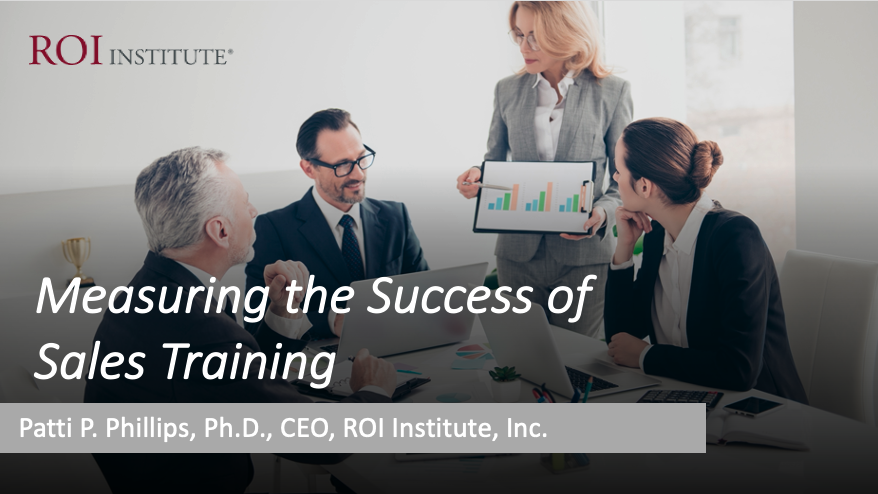 ROI INSTITUTE®
Measuring the Success of
Sales Training
Patti P. Phillips, Ph.D., CEO, ROI Institute, Inc.